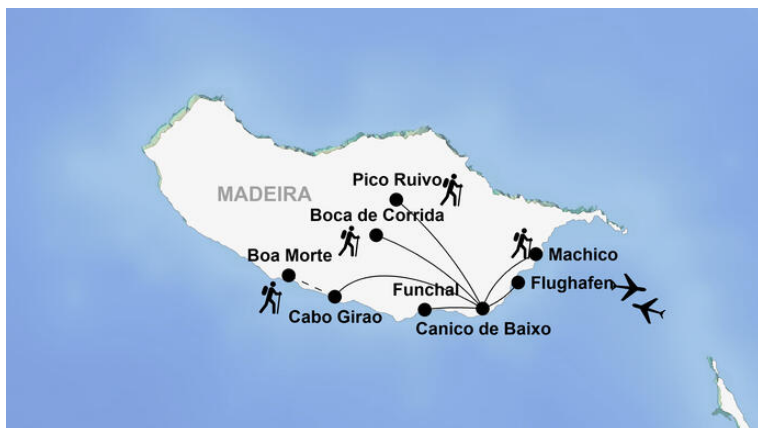 Pico Ruivo
MADEIRA
Boca de Corrida
Boa Morte
Machico
Funchal
Flughafen
Cabo Girao
Canico de Baixo